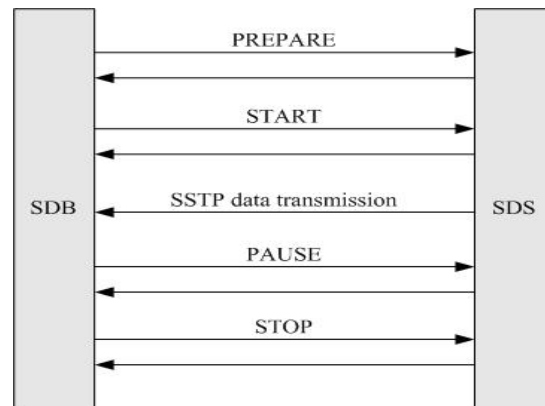 PREPARE
START
SSTP data transmission
SDB
SDS
PAUSE
STOP